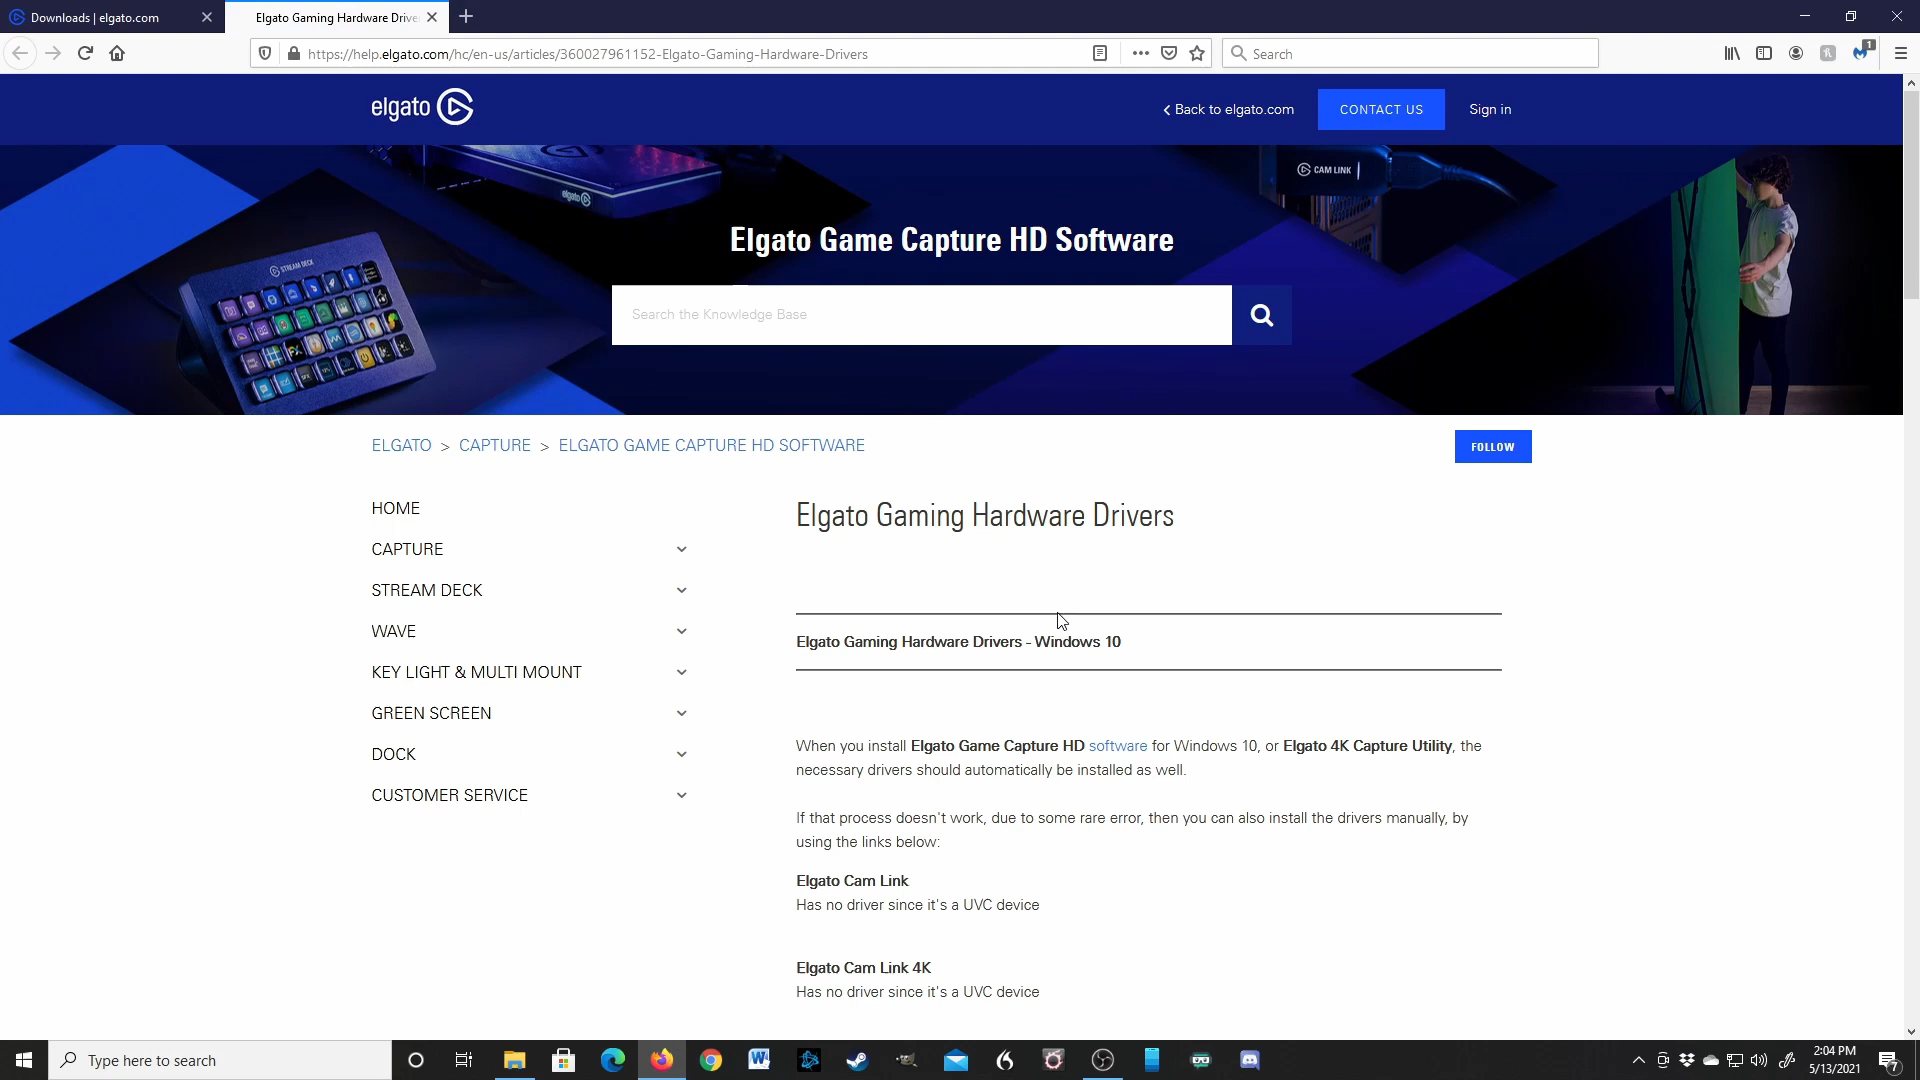 Downloads | elgato.com
Elgato Gaming Hardware Drive
https://help.elgato.com/hc/en-us/articles/360027961152-Elgato-Gaming-Hardware-Drivers
Search
1
elgato
Back to elgato.com
CONTACT US
Sign in
elgato
CAM LINK
STREAM DECK
Elgato Game Capture HD Software
Search the Knowledge Base
ELGATO > CAPTURE > ELGATO GAME CAPTURE HD SOFTWARE
FOLLOW
HOME
CAPTURE
STREAM DECK
WAVE
KEY LIGHT & MULTI MOUNT
GREEN SCREEN
DOCK
CUSTOMER SERVICE
Elgato Gaming Hardware Drivers
Elgato Gaming Hardware Drivers - Windows 10
When you install Elgato Game Capture HD software for Windows 10, or Elgato 4K Capture Utility, the
necessary drivers should automatically be installed as well.
If that process doesn't work, due to some rare error, then you can also install the drivers manually, by
using the links below:
Elgato Cam Link
Has no driver since it's a UVC device
Elgato Cam Link 4K
Has no driver since it's a UVC device
Type here to search
2:04 PM
5/13/2021
7